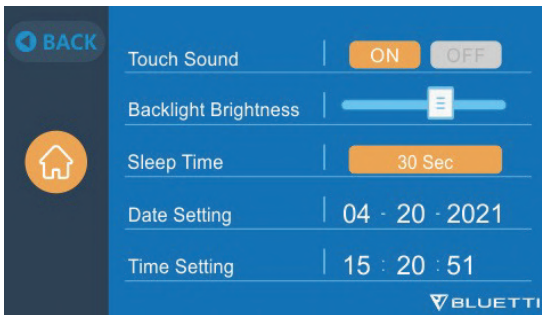 BACK
Touch Sound ON OFF
Backlight Brightness
Sleep Time 30 Sec
Date Setting 04 - 20 - 2021
Time Setting 15 : 20 : 51
BLUETTI